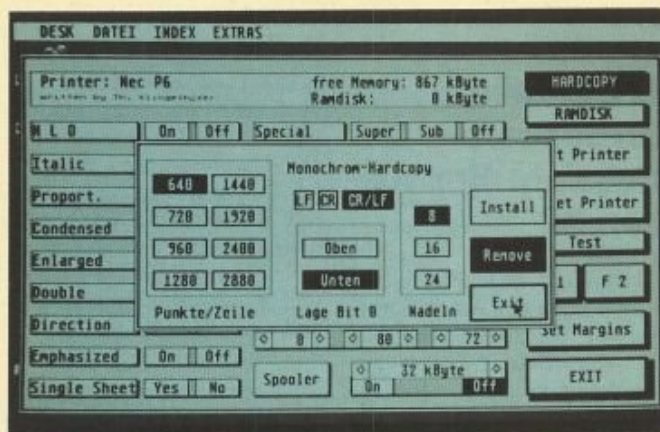 DESK DATEI INDEX EXTRAS
Printer: Nec P6 free Memory: 867 kByte
written by Th. Ramdisk: 0 kByte
HARDCOPY
RAMDISK
N L Q On Off Special Super Sub Off
Italic
Proport.
Condensed
Enlarged
Double
Direction
Emphasized On Off
Single Sheet Yes No
Monochrom-Hardcopy
640 1440
720 1920
960 2400
1280 2880
Punkte/Zeile
LF CR CR/LF
Oben
Unten
Lage Bit 0
8
16
24
Nadeln
Install
Remove
Exit
t Printer
et Printer
Test
1 F 2
Set Margins
0 80 72
Spooler
32 kByte
On Off
EXIT